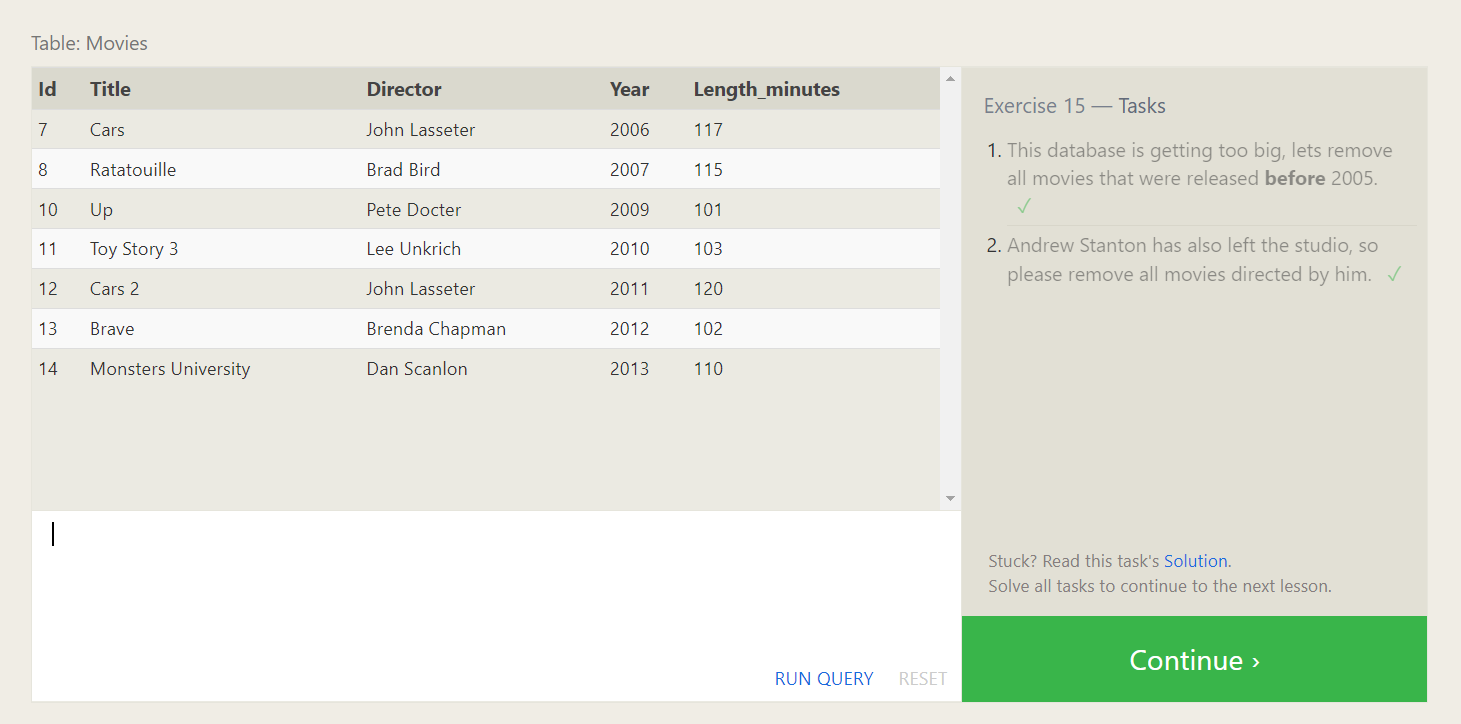 Table: Movies
Id Title Director Year Length_minutes
7 Cars John Lasseter 2006 117
8 Ratatouille Brad Bird 2007 115
10 Up Pete Docter 2009 101
11 Toy Story 3 Lee Unkrich 2010 103
12 Cars 2 John Lasseter 2011 120
13 Brave Brenda Chapman 2012 102
14 Monsters University Dan Scanlon 2013 110
RUN QUERY RESET
Exercise 15 — Tasks
1. This database is getting too big, lets remove
all movies that were released before 2005.
✓
2. Andrew Stanton has also left the studio, so
please remove all movies directed by him. ✓
Stuck? Read this task's Solution.
Solve all tasks to continue to the next lesson.
Continue ›